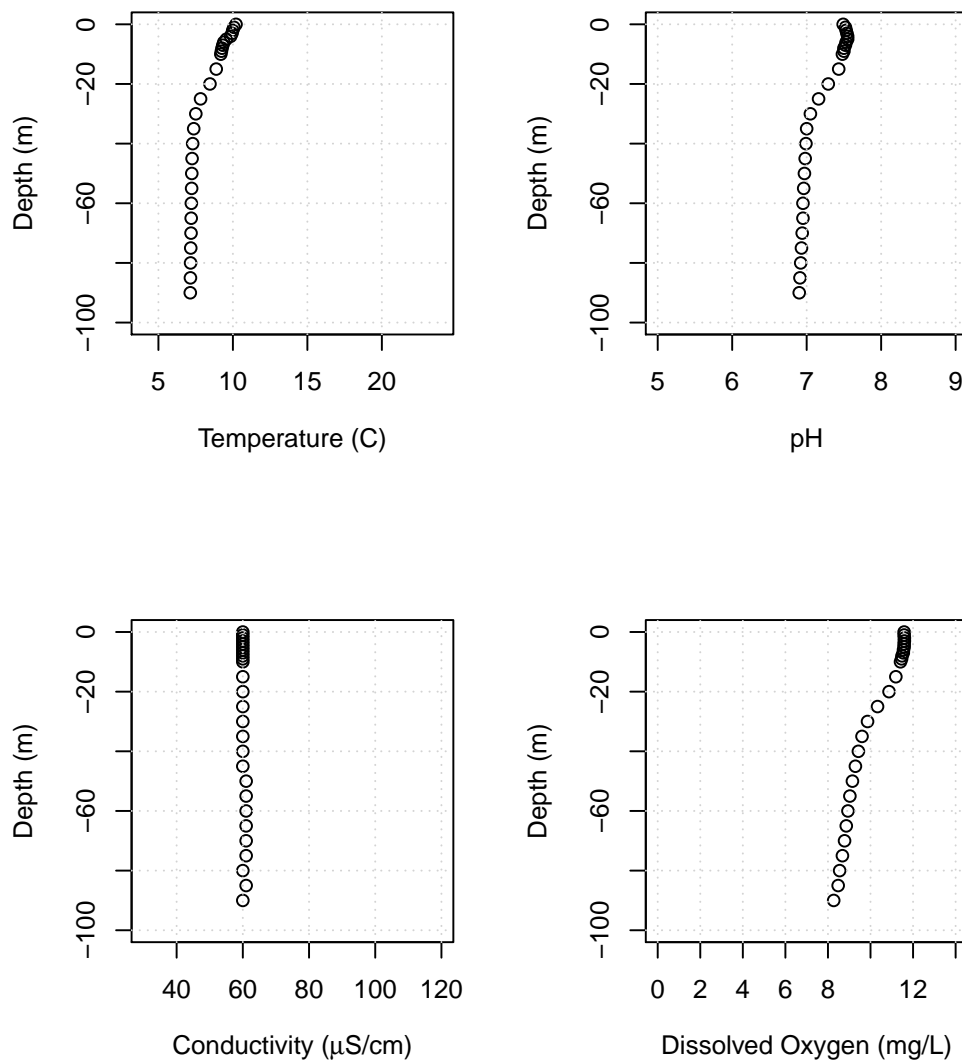 0
−20
−60
−100
Depth (m)
5 10 15 20
Temperature (C)
0
−20
−60
−100
Depth (m)
5 6 7 8 9
pH
0
−20
−60
−100
Depth (m)
40 60 80 100 120
Conductivity (µS/cm)
0
−20
−60
−100
Depth (m)
0 2 4 6 8 12
Dissolved Oxygen (mg/L)